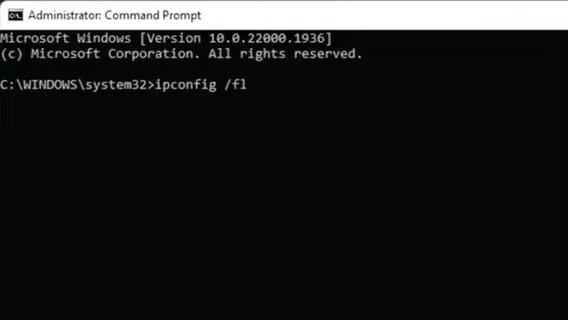 Administrator: Command Prompt
Microsoft Windows [Version 10.0.22000.1936]
(c) Microsoft Corporation. All rights reserved.
C:\WINDOWS\system32>ipconfig /fl